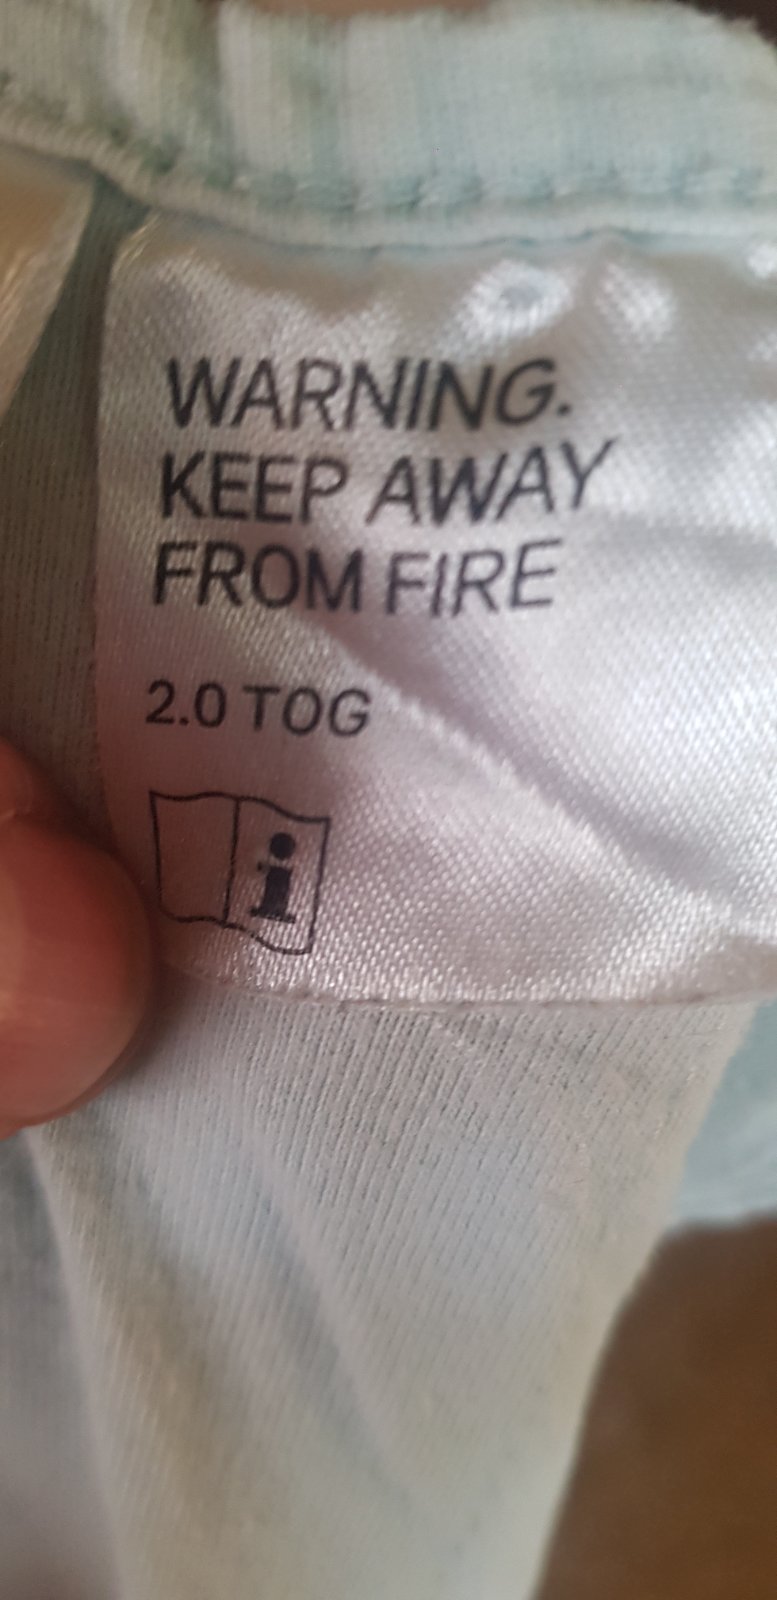 WARNING.
KEEP AWAY
FROM FIRE
2.0 TOG
i